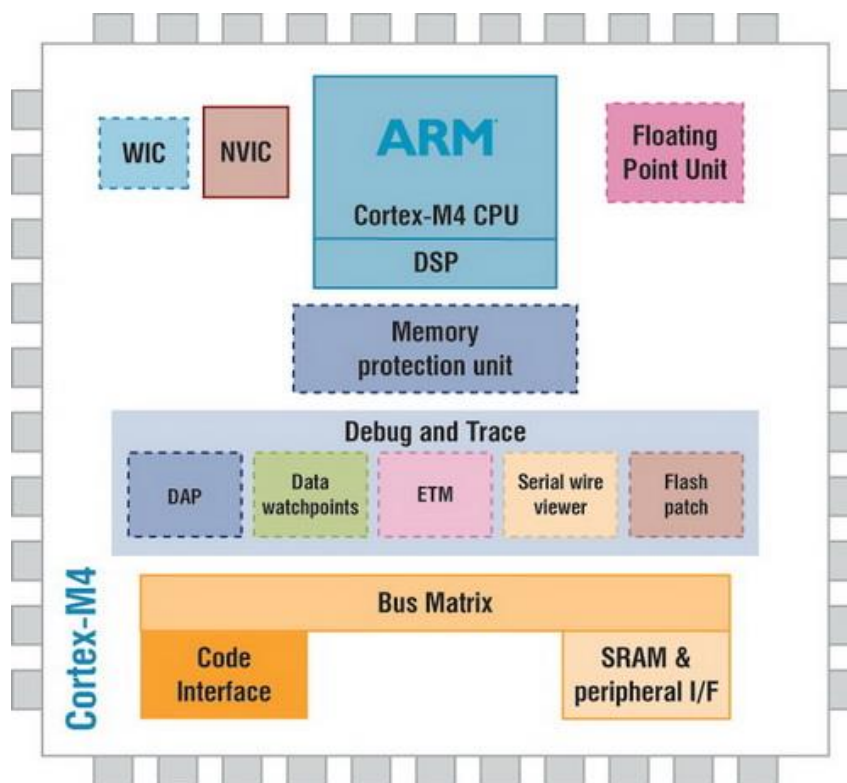 WIC
NVIC
ARM
Cortex-M4 CPU
DSP
Floating
Point Unit
Memory
protection unit
Debug and Trace
DAP
Data
watchpoints
ETM
Serial wire
viewer
Flash
patch
Bus Matrix
Code
Interface
SRAM &
peripheral I/F
Cortex-M4